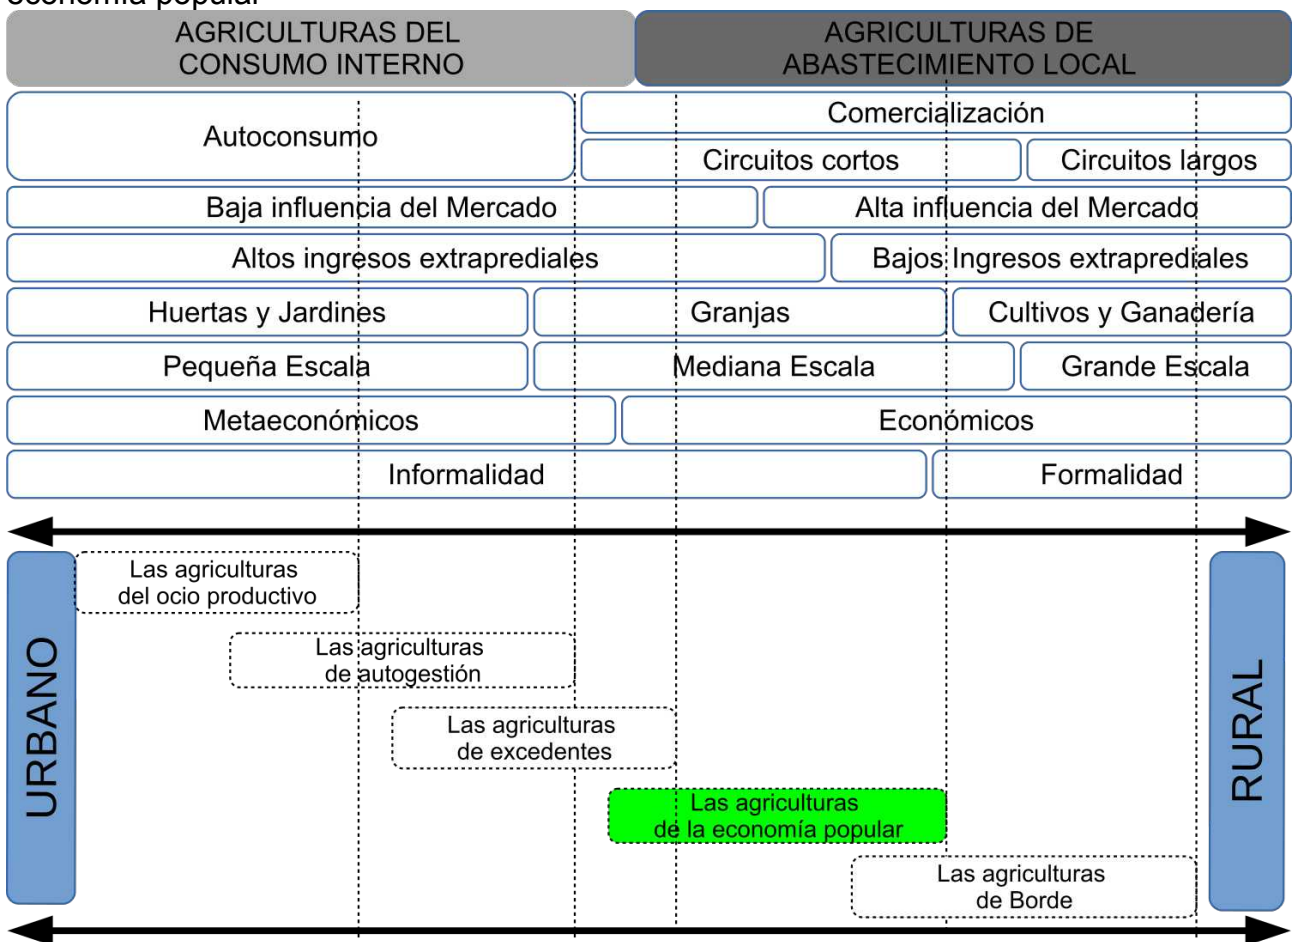 economía popular
AGRICULTURAS DEL
CONSUMO INTERNO
AGRICULTURAS DE
ABASTECIMIENTO LOCAL
Autoconsumo
Comercialización
Circuitos cortos
Circuitos largos
Baja influencia del Mercado
Alta influencia del Mercado
Altos ingresos extraprediales
Bajos Ingresos extraprediales
Huertas y Jardines
Granjas
Cultivos y Ganadería
Pequeña Escala
Mediana Escala
Grande Escala
Metaeconómicos
Económicos
Informalidad
Formalidad
URBANO
Las agriculturas
del ocio productivo
Las agriculturas
de autogestión
Las agriculturas
de excedentes
Las agriculturas
de la economía popular
Las agriculturas
de Borde
RURAL